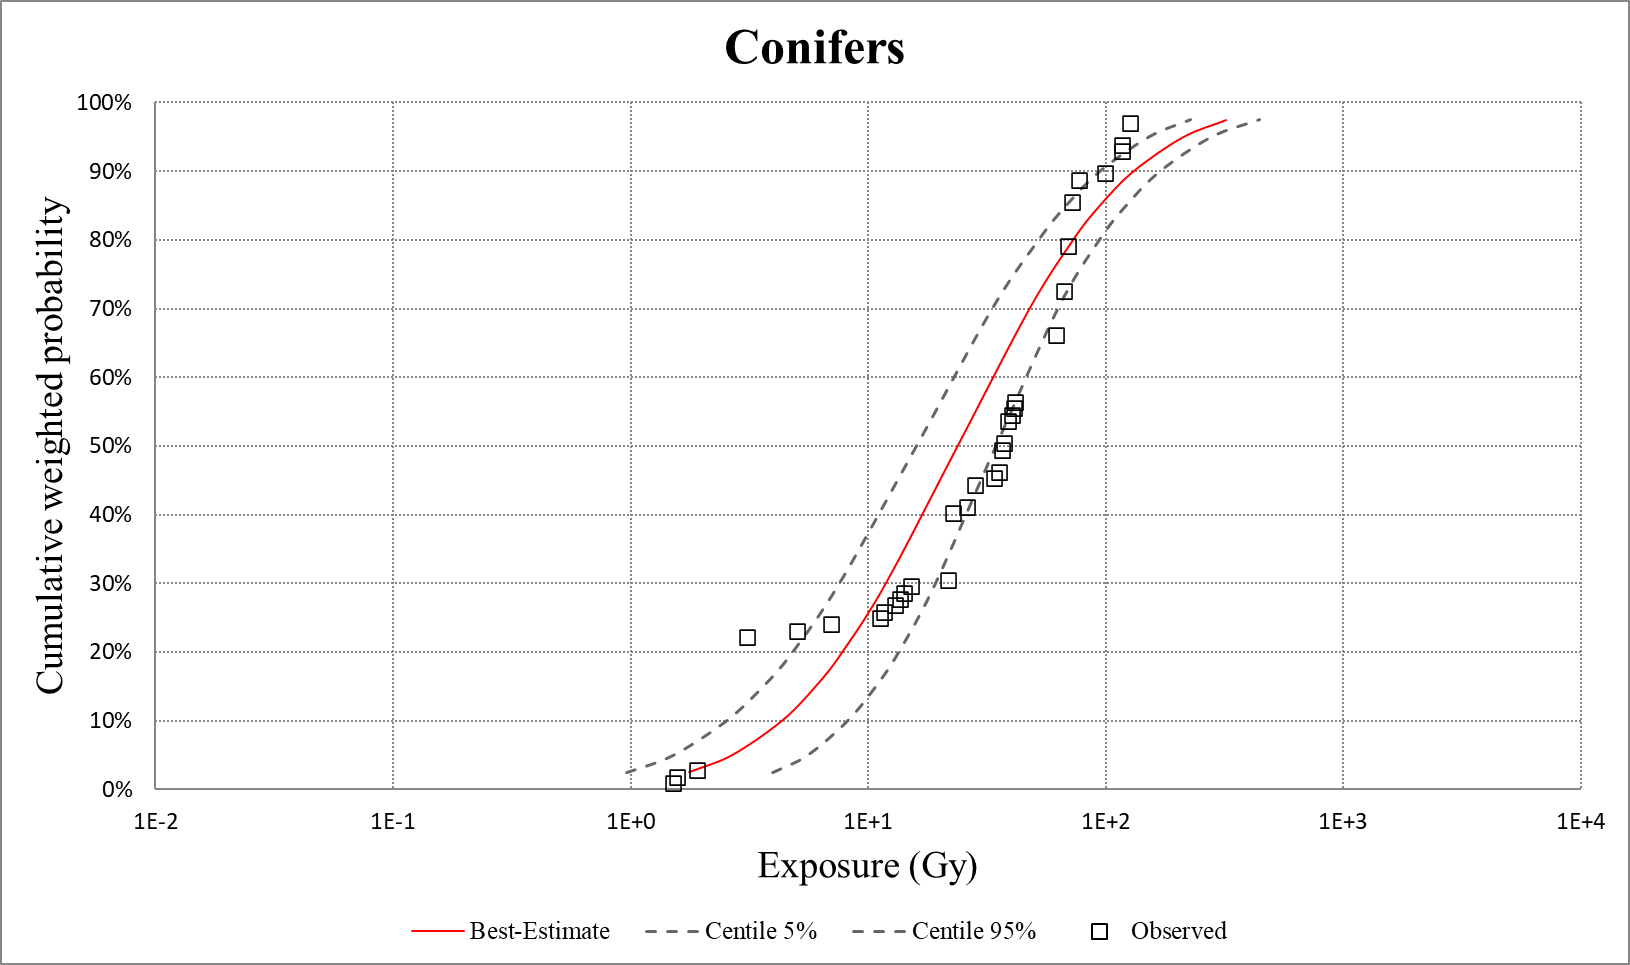 Conifers
100%
90%
80%
70%
60%
50%
40%
30%
20%
10%
0%
Cumulative weighted probability
1E-2 1E-1 1E+0 1E+1 1E+2 1E+3 1E+4
Exposure (Gy)
Best-Estimate Centile 5% Centile 95% Observed